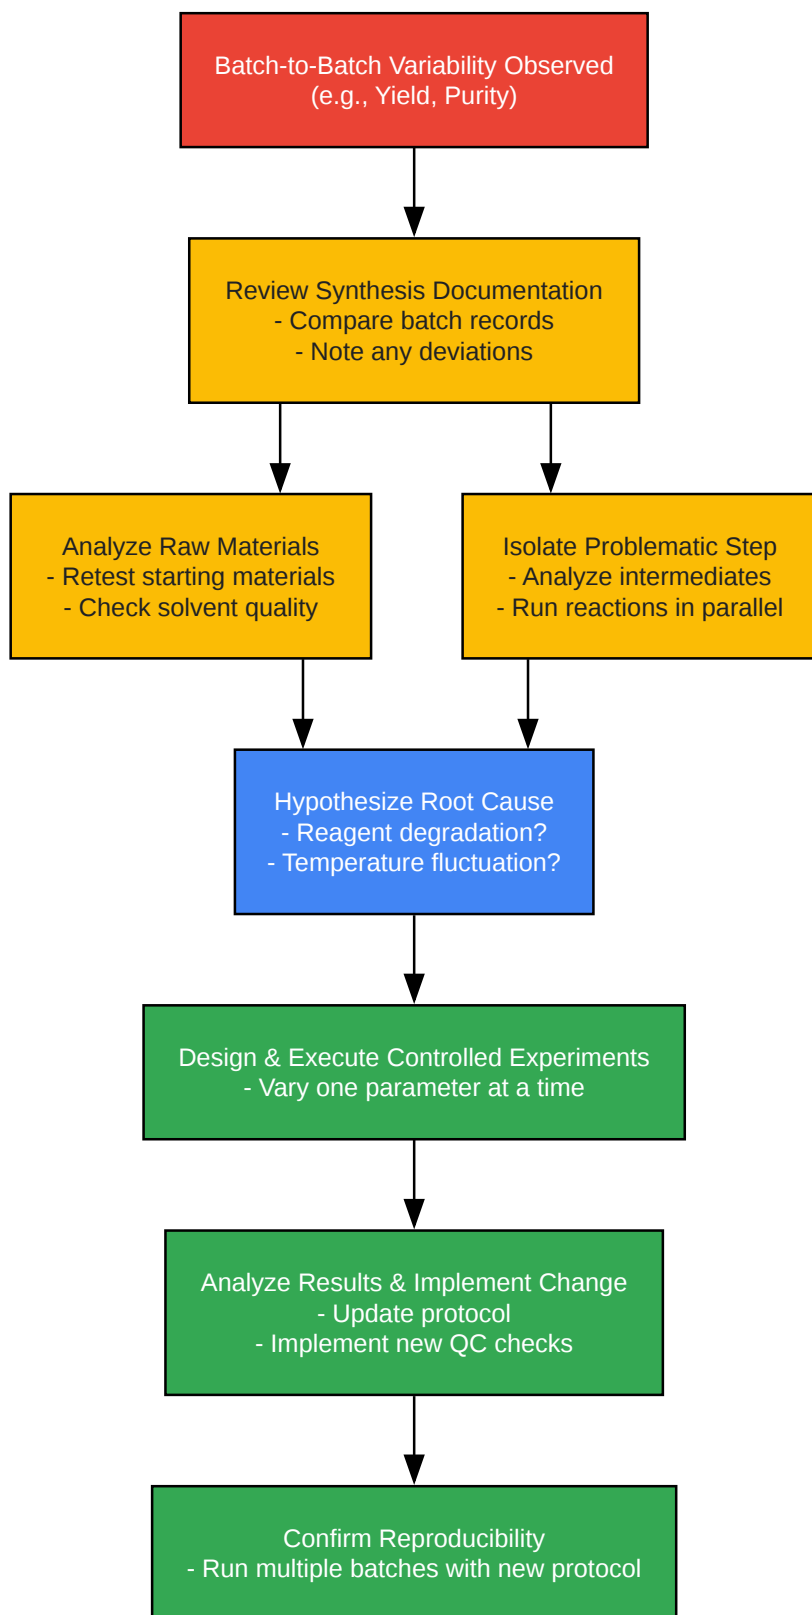 Batch-to-Batch Variability Observed
(e.g., Yield, Purity)
Review Synthesis Documentation
- Compare batch records
- Note any deviations
Analyze Raw Materials
- Retest starting materials
- Check solvent quality
Isolate Problematic Step
- Analyze intermediates
- Run reactions in parallel
Hypothesize Root Cause
- Reagent degradation?
- Temperature fluctuation?
Design & Execute Controlled Experiments
- Vary one parameter at a time
Analyze Results & Implement Change
- Update protocol
- Implement new QC checks
Confirm Reproducibility
- Run multiple batches with new protocol